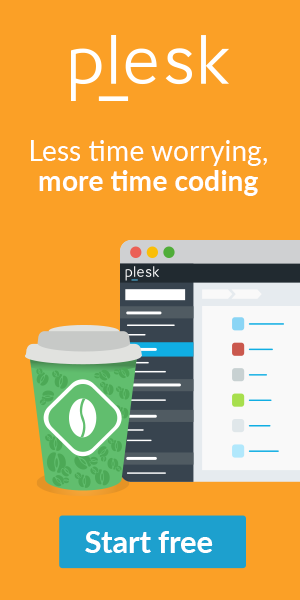 plesk
Less time worrying,
more time coding
plesk
Start free